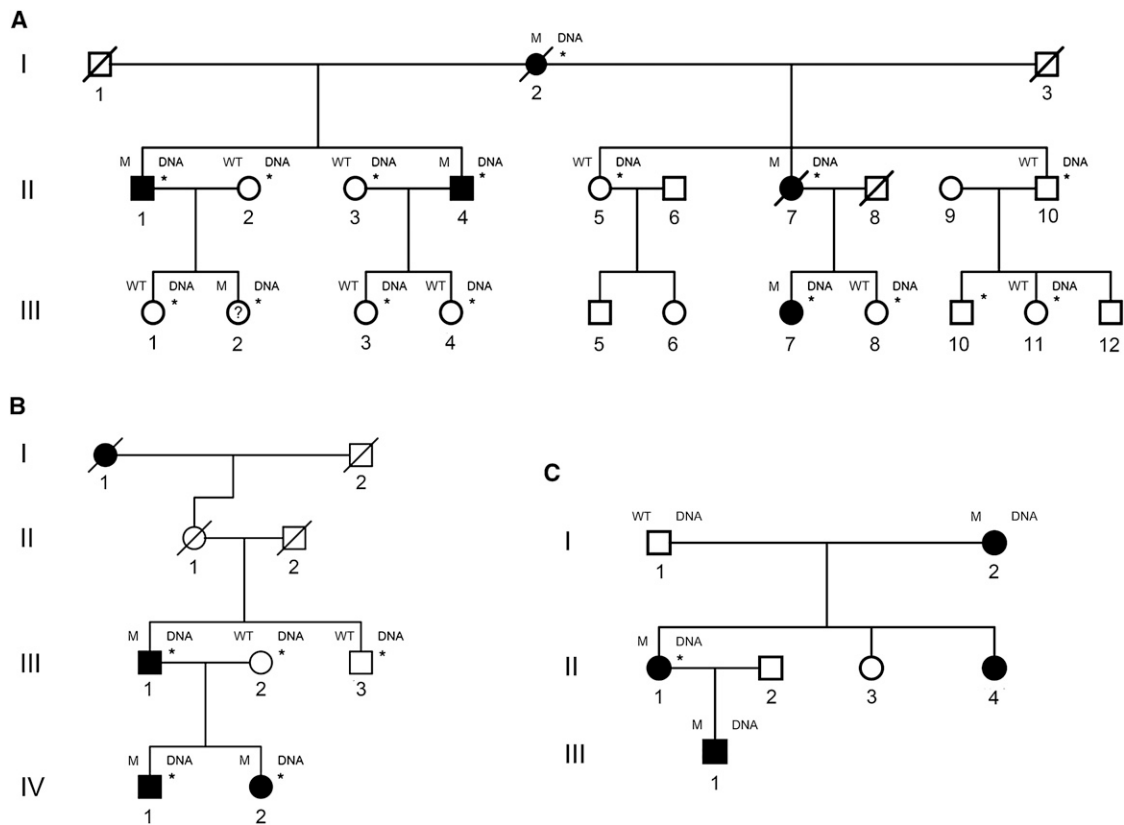 A
M DNA
*
I
1 2 3
M DNA WT DNA WT DNA M DNA WT DNA M DNA WT DNA
* * * * * * *
II
1 2 3 4 5 6 7 8 9 10
WT DNA M DNA WT DNA WT DNA M DNA WT DNA * WT DNA
* * * * * * *
III ?
1 2 3 4 5 6 7 8 10 11 12
B
I
1 2
II
1 2
M DNA WT DNA WT DNA
* * *
III
1 2 3
M DNA M DNA
* *
IV
1 2
C
WT DNA M DNA
I
1 2
M DNA
*
II
1 2 3 4
M DNA
III
1